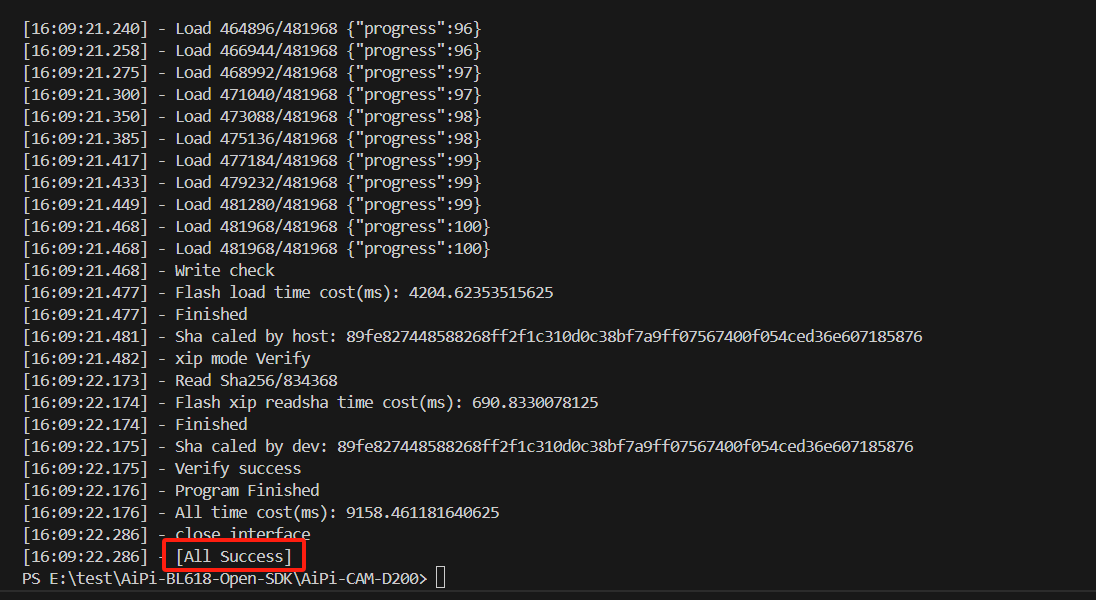 [16:09:21.240] - Load 464896/481968 {"progress":96}
[16:09:21.258] - Load 466944/481968 {"progress":96}
[16:09:21.275] - Load 468992/481968 {"progress":97}
[16:09:21.300] - Load 471040/481968 {"progress":97}
[16:09:21.350] - Load 473088/481968 {"progress":98}
[16:09:21.385] - Load 475136/481968 {"progress":98}
[16:09:21.417] - Load 477184/481968 {"progress":99}
[16:09:21.433] - Load 479232/481968 {"progress":99}
[16:09:21.449] - Load 481280/481968 {"progress":99}
[16:09:21.468] - Load 481968/481968 {"progress":100}
[16:09:21.468] - Load 481968/481968 {"progress":100}
[16:09:21.468] - Write check
[16:09:21.477] - Flash load time cost(ms): 4204.62353515625
[16:09:21.477] - Finished
[16:09:21.481] - Sha caled by host: 89fe827448588268ff2f1c310d0c38bf7a9ff07567400f054ced36e607185876
[16:09:21.482] - xip mode Verify
[16:09:22.173] - Read Sha256/834368
[16:09:22.174] - Flash xip readsha time cost(ms): 690.8330078125
[16:09:22.174] - Finished
[16:09:22.175] - Sha caled by dev: 89fe827448588268ff2f1c310d0c38bf7a9ff07567400f054ced36e607185876
[16:09:22.175] - Verify success
[16:09:22.176] - Program Finished
[16:09:22.176] - All time cost(ms): 9158.461181640625
[16:09:22.286] - close interface
[16:09:22.286] - [All Success]
PS E:\test\AiPi-BL618-Open-SDK\AiPi-CAM-D200>